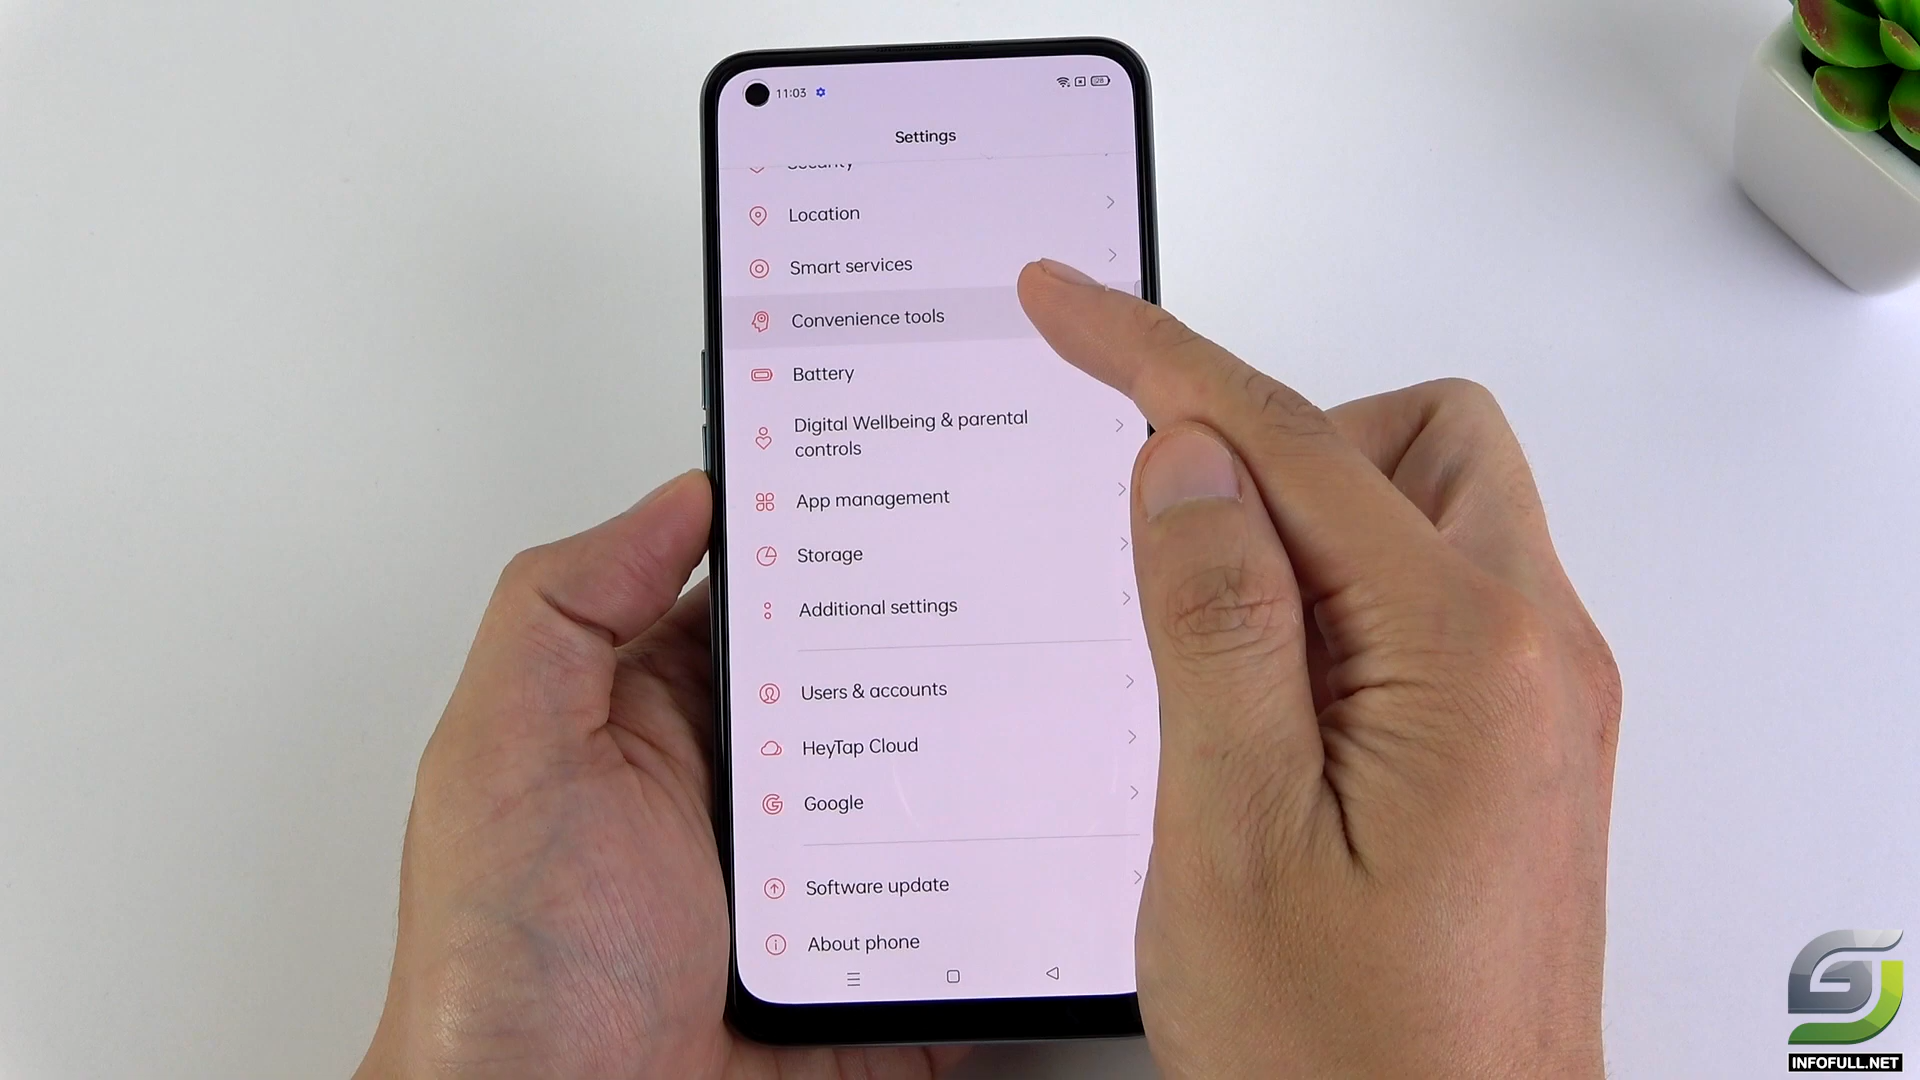 11:03
Settings
Security
Location
Smart services
Convenience tools
Battery
Digital Wellbeing & parental
controls
App management
Storage
Additional settings
Users & accounts
HeyTap Cloud
Google
Software update
About phone
INFOFULL.NET